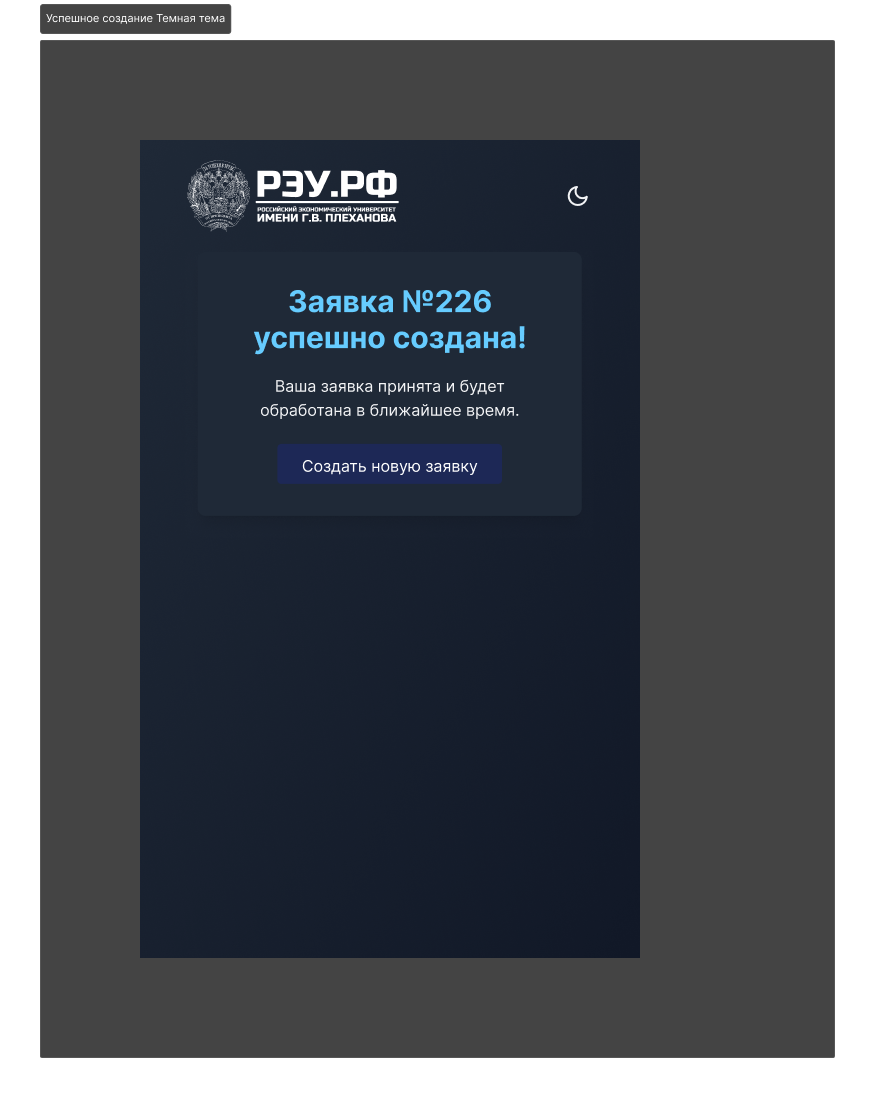 Успешное создание Темная тема
РЭУ.РФ
РОССИЙСКИЙ ЭКОНОМИЧЕСКИЙ УНИВЕРСИТЕТ
ИМЕНИ Г.В. ПЛЕХАНОВА
Заявка №226
успешно создана!
Ваша заявка принята и будет
обработана в ближайшее время.
Создать новую заявку